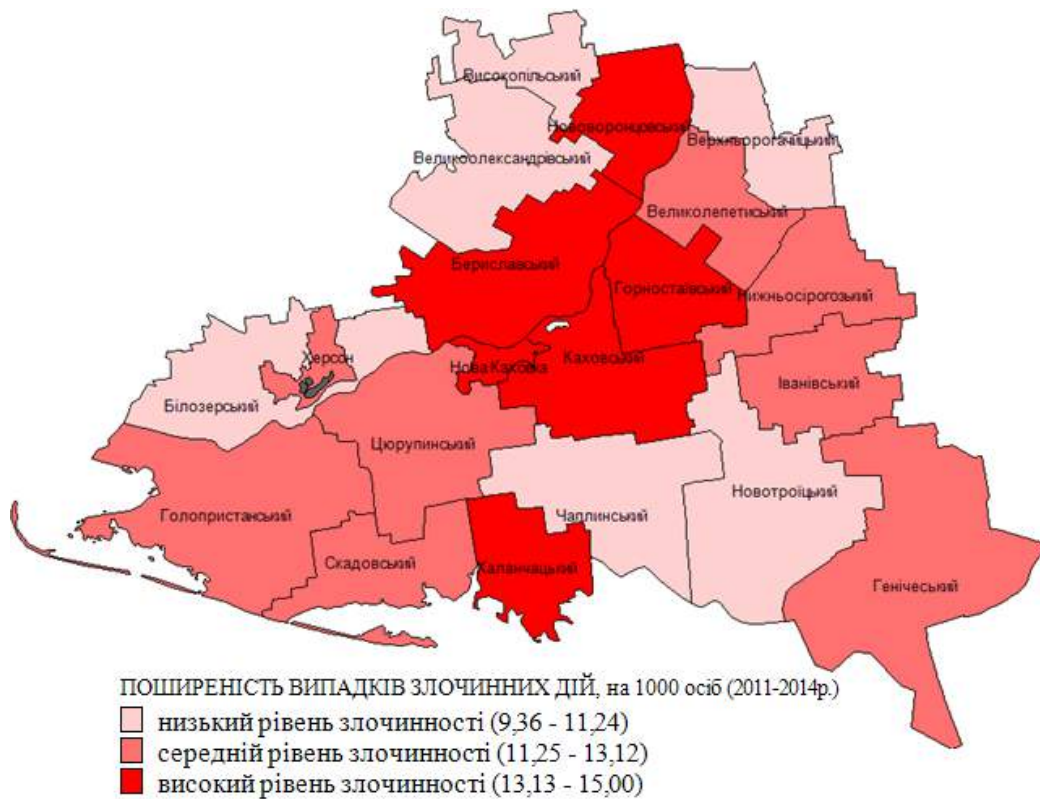 Високопільський
Нововоронцовський
Верхньорогачицький
Великоолександрівський
Великолепетиський
Бериславський
Горностаївський
Нижньосірогозький
Херсон
Нова Каховка
Каховський
Іванівський
Білозерський
Цюрупинський
Новотроїцький
Голопристанський
Чаплинський
Скадовський
Каланчацький
Генічеський
ПОШИРЕНІСТЬ ВИПАДКІВ ЗЛОЧИННИХ ДІЙ, на 1000 осіб (2011-2014р.)
низький рівень злочинності (9,36 - 11,24)
середній рівень злочинності (11,25 - 13,12)
високий рівень злочинності (13,13 - 15,00)